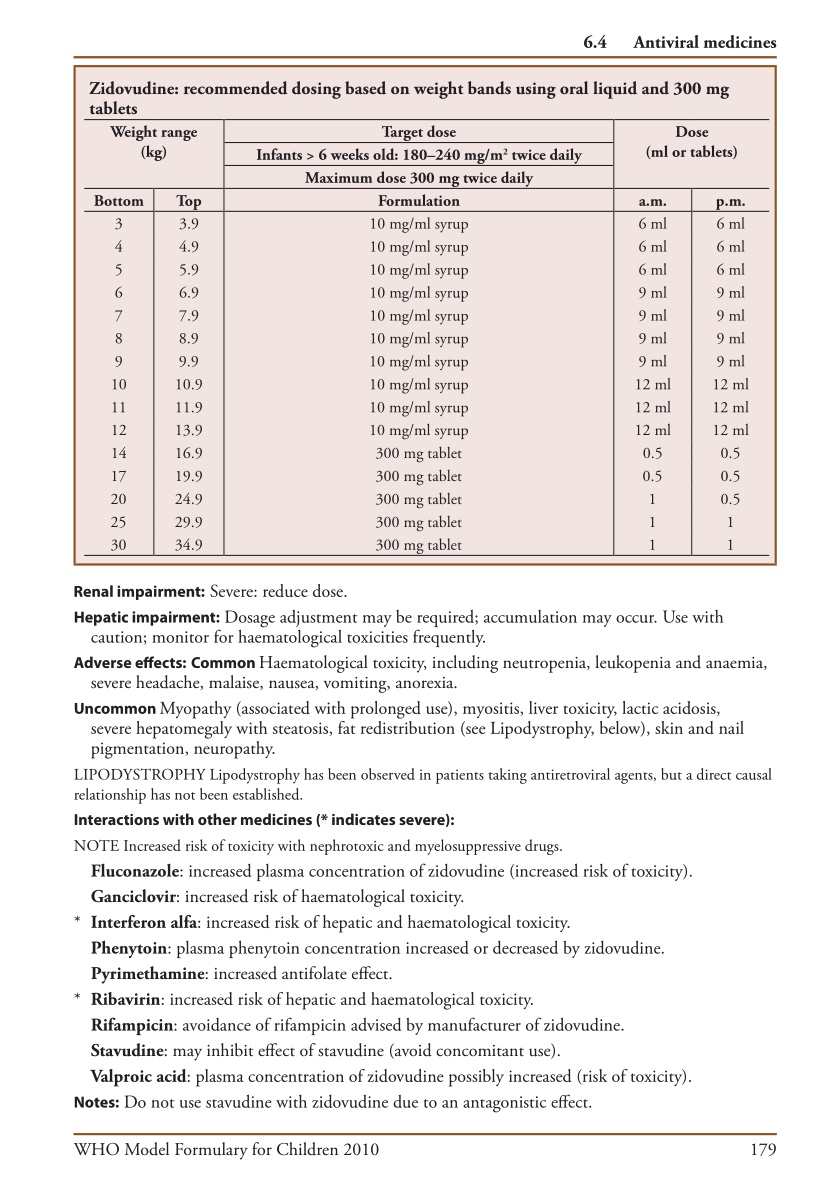 6.4 Antiviral medicines
Zidovudine: recommended dosing based on weight bands using oral liquid and 300 mg
tablets
Weight range
(kg)
Target dose
Dose
(ml or tablets)
Infants > 6 weeks old: 180–240 mg/m² twice daily
Maximum dose 300 mg twice daily
Bottom Top Formulation a.m. p.m.
3 3.9 10 mg/ml syrup 6 ml 6 ml
4 4.9 10 mg/ml syrup 6 ml 6 ml
5 5.9 10 mg/ml syrup 6 ml 6 ml
6 6.9 10 mg/ml syrup 9 ml 9 ml
7 7.9 10 mg/ml syrup 9 ml 9 ml
8 8.9 10 mg/ml syrup 9 ml 9 ml
9 9.9 10 mg/ml syrup 9 ml 9 ml
10 10.9 10 mg/ml syrup 12 ml 12 ml
11 11.9 10 mg/ml syrup 12 ml 12 ml
12 13.9 10 mg/ml syrup 12 ml 12 ml
14 16.9 300 mg tablet 0.5 0.5
17 19.9 300 mg tablet 0.5 0.5
20 24.9 300 mg tablet 1 0.5
25 29.9 300 mg tablet 1 1
30 34.9 300 mg tablet 1 1
Renal impairment: Severe: reduce dose.
Hepatic impairment: Dosage adjustment may be required; accumulation may occur. Use with
caution; monitor for haematological toxicities frequently.
Adverse effects: Common Haematological toxicity, including neutropenia, leukopenia and anaemia,
severe headache, malaise, nausea, vomiting, anorexia.
Uncommon Myopathy (associated with prolonged use), myositis, liver toxicity, lactic acidosis,
severe hepatomegaly with steatosis, fat redistribution (see Lipodystrophy, below), skin and nail
pigmentation, neuropathy.
LIPODYSTROPHY Lipodystrophy has been observed in patients taking antiretroviral agents, but a direct causal
relationship has not been established.
Interactions with other medicines (* indicates severe):
NOTE Increased risk of toxicity with nephrotoxic and myelosuppressive drugs.
Fluconazole: increased plasma concentration of zidovudine (increased risk of toxicity).
Ganciclovir: increased risk of haematological toxicity.
* Interferon alfa: increased risk of hepatic and haematological toxicity.
Phenytoin: plasma phenytoin concentration increased or decreased by zidovudine.
Pyrimethamine: increased antifolate effect.
* Ribavirin: increased risk of hepatic and haematological toxicity.
Rifampicin: avoidance of rifampicin advised by manufacturer of zidovudine.
Stavudine: may inhibit effect of stavudine (avoid concomitant use).
Valproic acid: plasma concentration of zidovudine possibly increased (risk of toxicity).
Notes: Do not use stavudine with zidovudine due to an antagonistic effect.
WHO Model Formulary for Children 2010 179